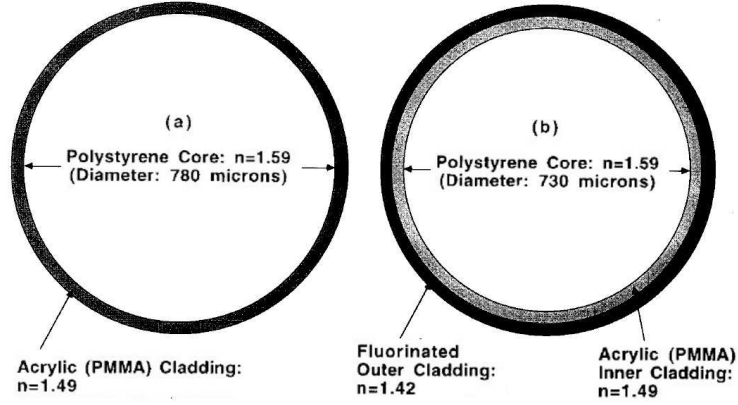 (a)
Polystyrene Core: n=1.59
(Diameter: 780 microns)
Acrylic (PMMA) Cladding:
n=1.49
(b)
Polystyrene Core: n=1.59
(Diameter: 730 microns)
Fluorinated
Outer Cladding:
n=1.42
Acrylic (PMMA)
Inner Cladding:
n=1.49